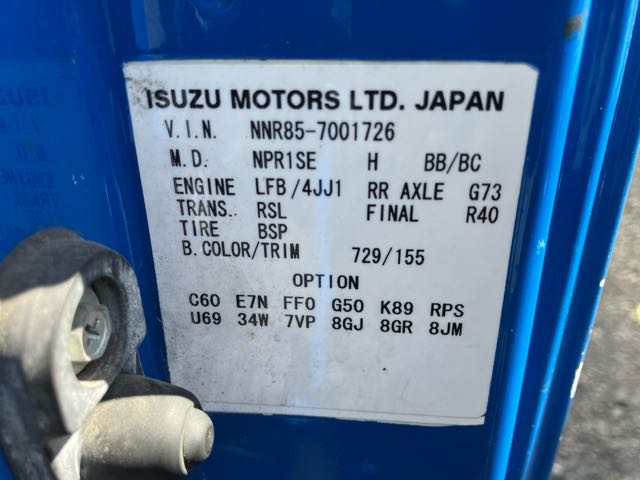 ISUZU MOTORS LTD. JAPAN
V.I.N. NNR85-7001726
M.D. NPR1SE H BB/BC
ENGINE LFB/4JJ1 RR AXLE G73
TRANS. RSL FINAL R40
TIRE BSP
B.COLOR/TRIM 729/155
OPTION
C60 E7N FF0 G50 K89 RPS
U69 34W 7VP 8GJ 8GR 8JM